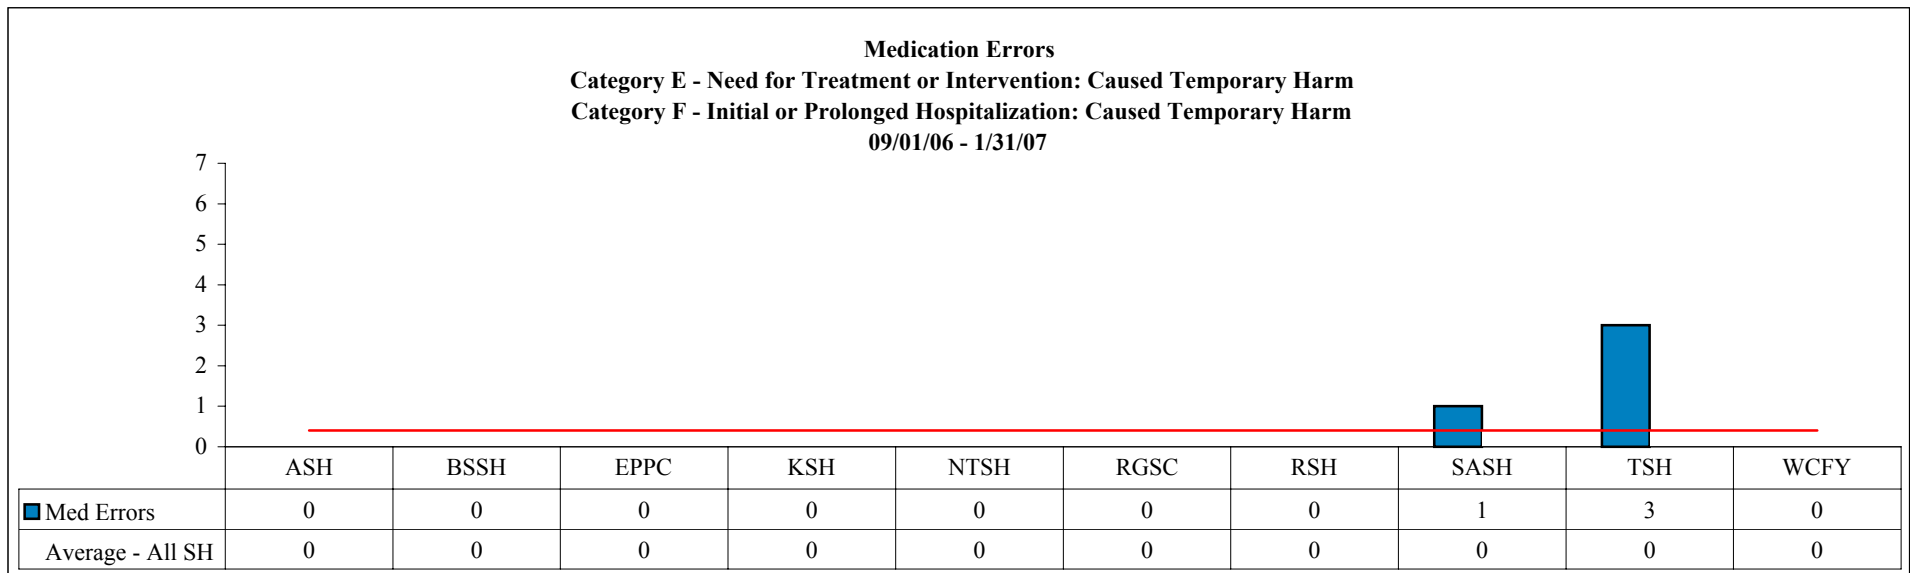 Medication Errors
Category E - Need for Treatment or Intervention: Caused Temporary Harm
Category F - Initial or Prolonged Hospitalization: Caused Temporary Harm
09/01/06 - 1/31/07
7
6
5
4
3
2
1
0
ASH BSSH EPPC KSH NTSH RGSC RSH SASH TSH WCFY
Med Errors 0 0 0 0 0 0 0 1 3 0
Average - All SH 0 0 0 0 0 0 0 0 0 0